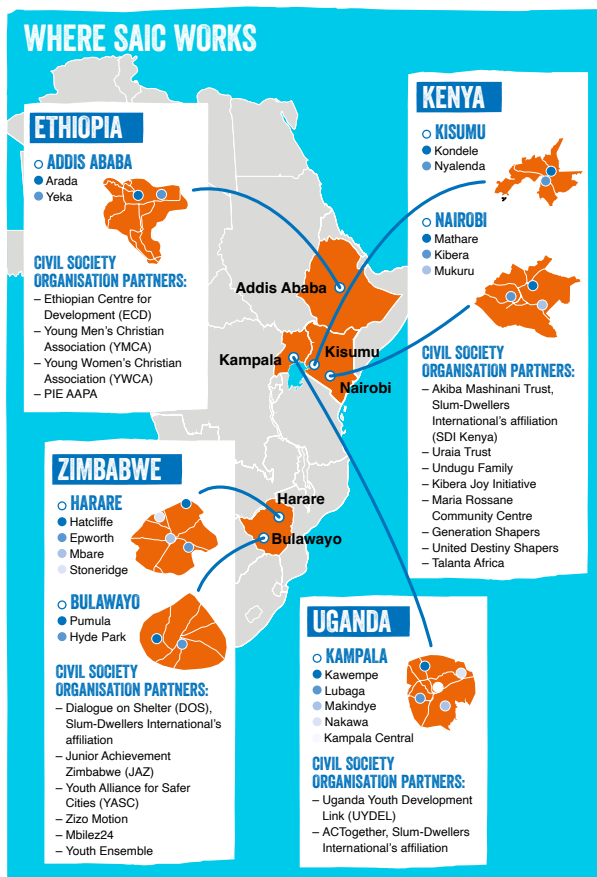 WHERE SAIC WORKS
ETHIOPIA
ADDIS ABABA
Arada
Yeka
CIVIL SOCIETY
ORGANISATION PARTNERS:
– Ethiopian Centre for
Development (ECD)
– Young Men's Christian
Association (YMCA)
– Young Women's Christian
Association (YWCA)
– PIE AAPA
KENYA
KISUMU
Kondele
Nyalenda
NAIROBI
Mathare
Kibera
Mukuru
CIVIL SOCIETY
ORGANISATION PARTNERS:
– Akiba Mashinani Trust,
Slum-Dwellers
International's affiliation
(SDI Kenya)
– Uraia Trust
– Undugu Family
– Kibera Joy Initiative
– Maria Rossane
Community Centre
– Generation Shapers
– United Destiny Shapers
– Talanta Africa
Addis Ababa
Kampala
Kisumu
Nairobi
Harare
Bulawayo
ZIMBABWE
HARARE
Hatcliffe
Epworth
Mbare
Stoneridge
BULAWAYO
Pumula
Hyde Park
CIVIL SOCIETY
ORGANISATION PARTNERS:
– Dialogue on Shelter (DOS),
Slum-Dwellers International's
affiliation
– Junior Achievement
Zimbabwe (JAZ)
– Youth Alliance for Safer
Cities (YASC)
– Zizo Motion
– Mbilez24
– Youth Ensemble
UGANDA
KAMPALA
Kawempe
Lubaga
Makindye
Nakawa
Kampala Central
CIVIL SOCIETY
ORGANISATION PARTNERS:
– Uganda Youth Development
Link (UYDEL)
– ACTogether, Slum-Dwellers
International's affiliation